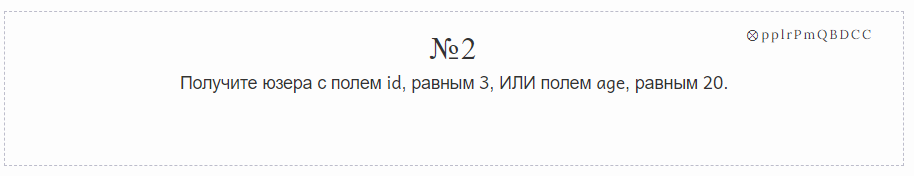 ⊗pplrPmQBDCC
№2
Получите юзера с полем id, равным 3, ИЛИ полем age, равным 20.